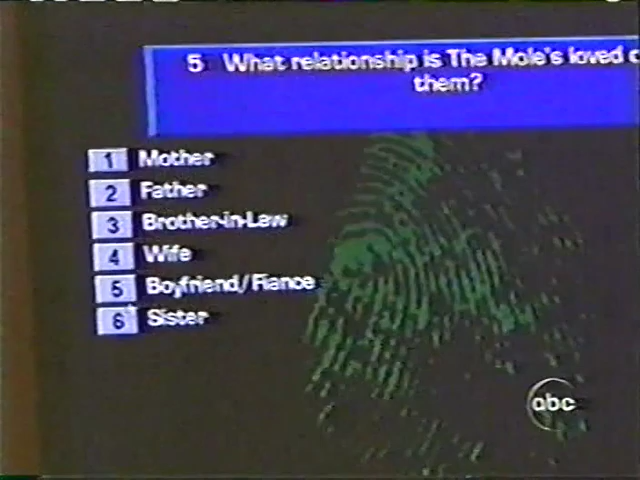 5 What relationship is The Mole's loved
them?
1 Mother
2 Father
3 Brother-in-Law
4 Wife
5 Boyfriend/Fiance
6 Sister
abc